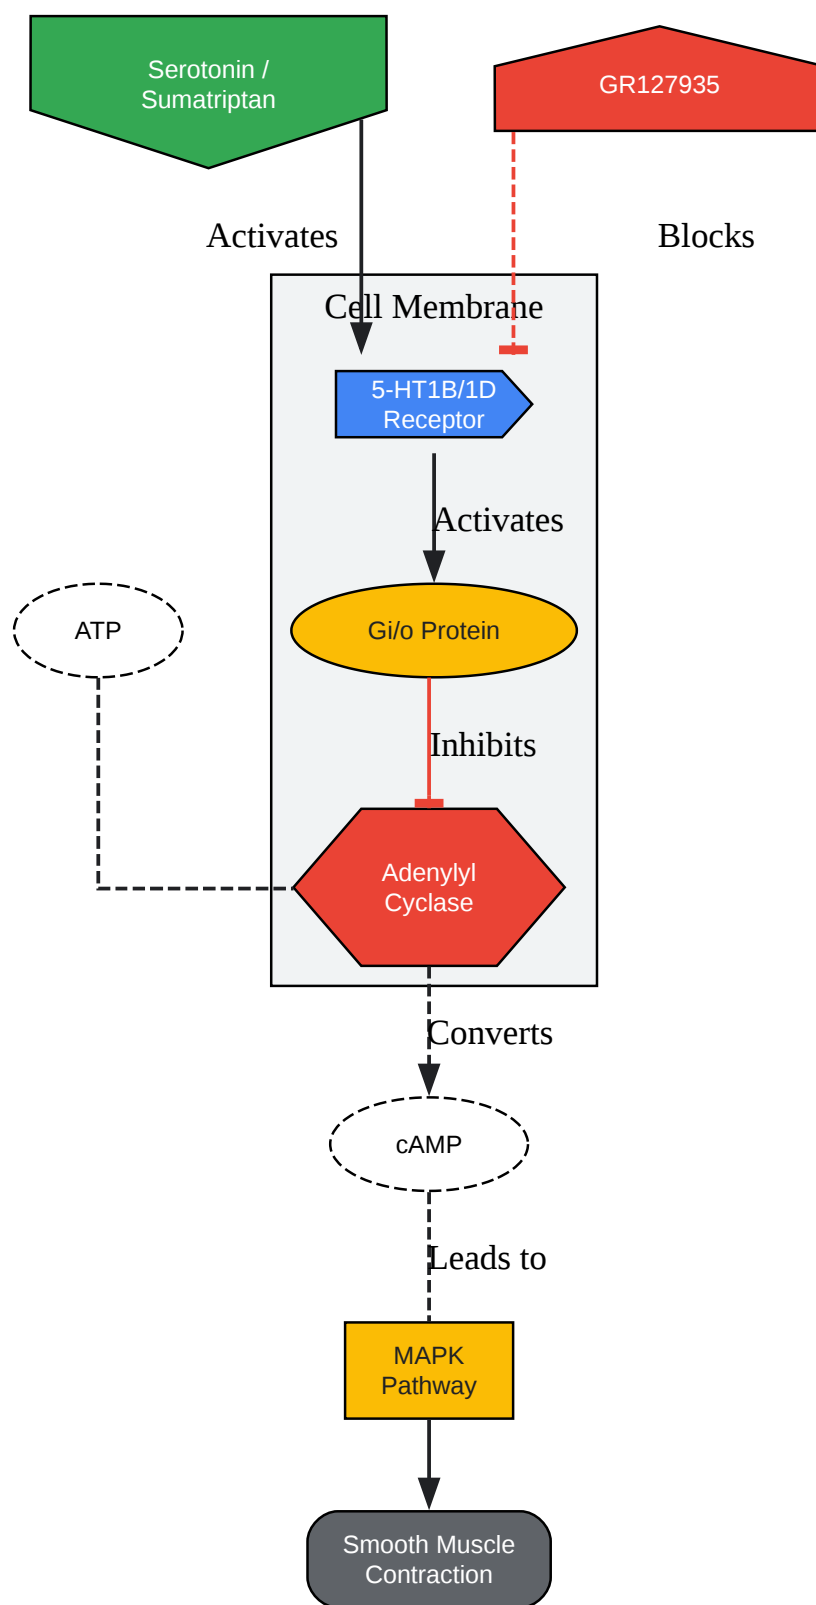 Serotonin /
Sumatriptan
GR127935
Activates
Blocks
Cell Membrane
5-HT1B/1D
Receptor
Activates
ATP
Gi/o Protein
Inhibits
Adenylyl
Cyclase
Converts
cAMP
Leads to
MAPK
Pathway
Smooth Muscle
Contraction